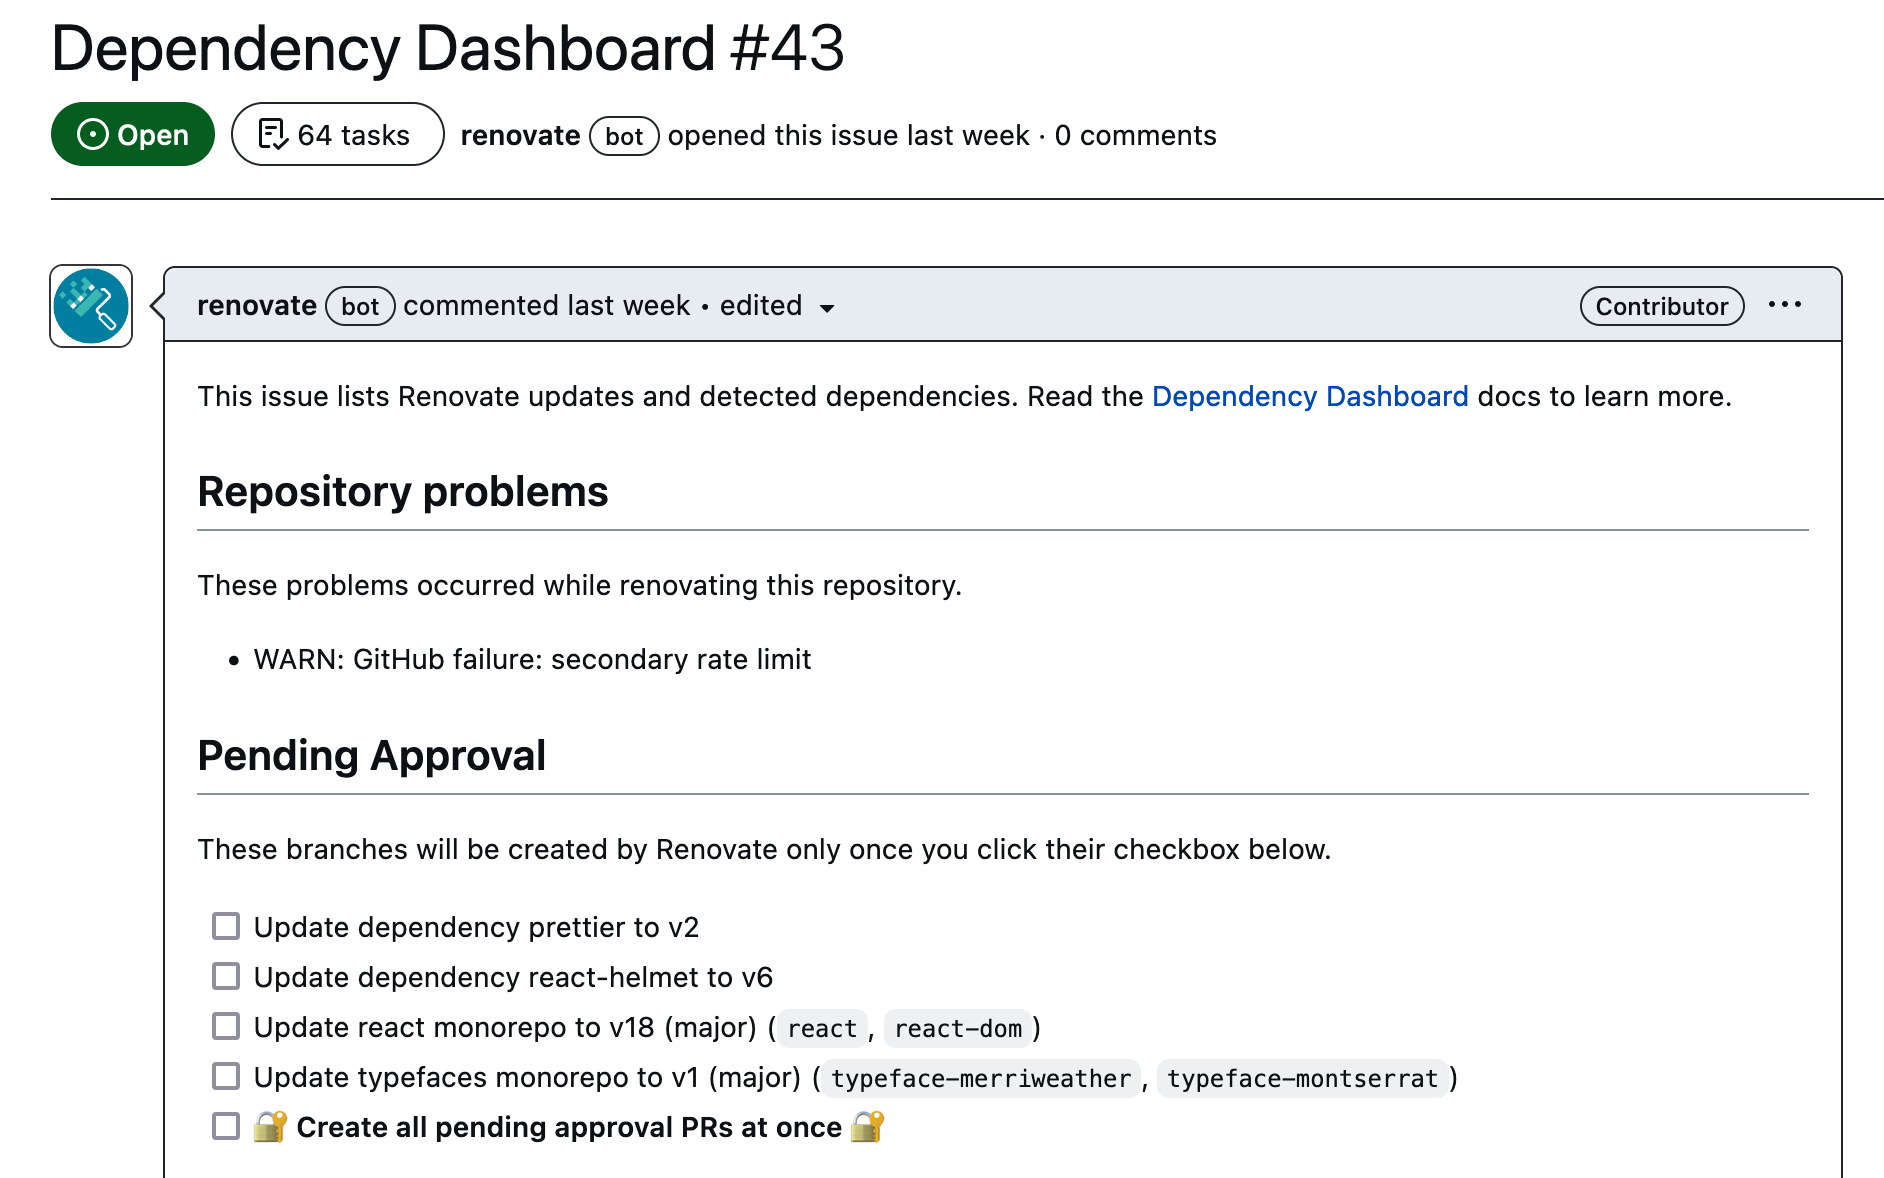 Dependency Dashboard #43
Open 64 tasks renovate bot opened this issue last week · 0 comments
renovate bot commented last week • edited Contributor ...
This issue lists Renovate updates and detected dependencies. Read the Dependency Dashboard docs to learn more.
Repository problems
These problems occurred while renovating this repository.
• WARN: GitHub failure: secondary rate limit
Pending Approval
These branches will be created by Renovate only once you click their checkbox below.
Update dependency prettier to v2
Update dependency react-helmet to v6
Update react monorepo to v18 (major) (react, react-dom)
Update typefaces monorepo to v1 (major) (typeface-merriweather, typeface-montserrat)
🔐 Create all pending approval PRs at once 🔐